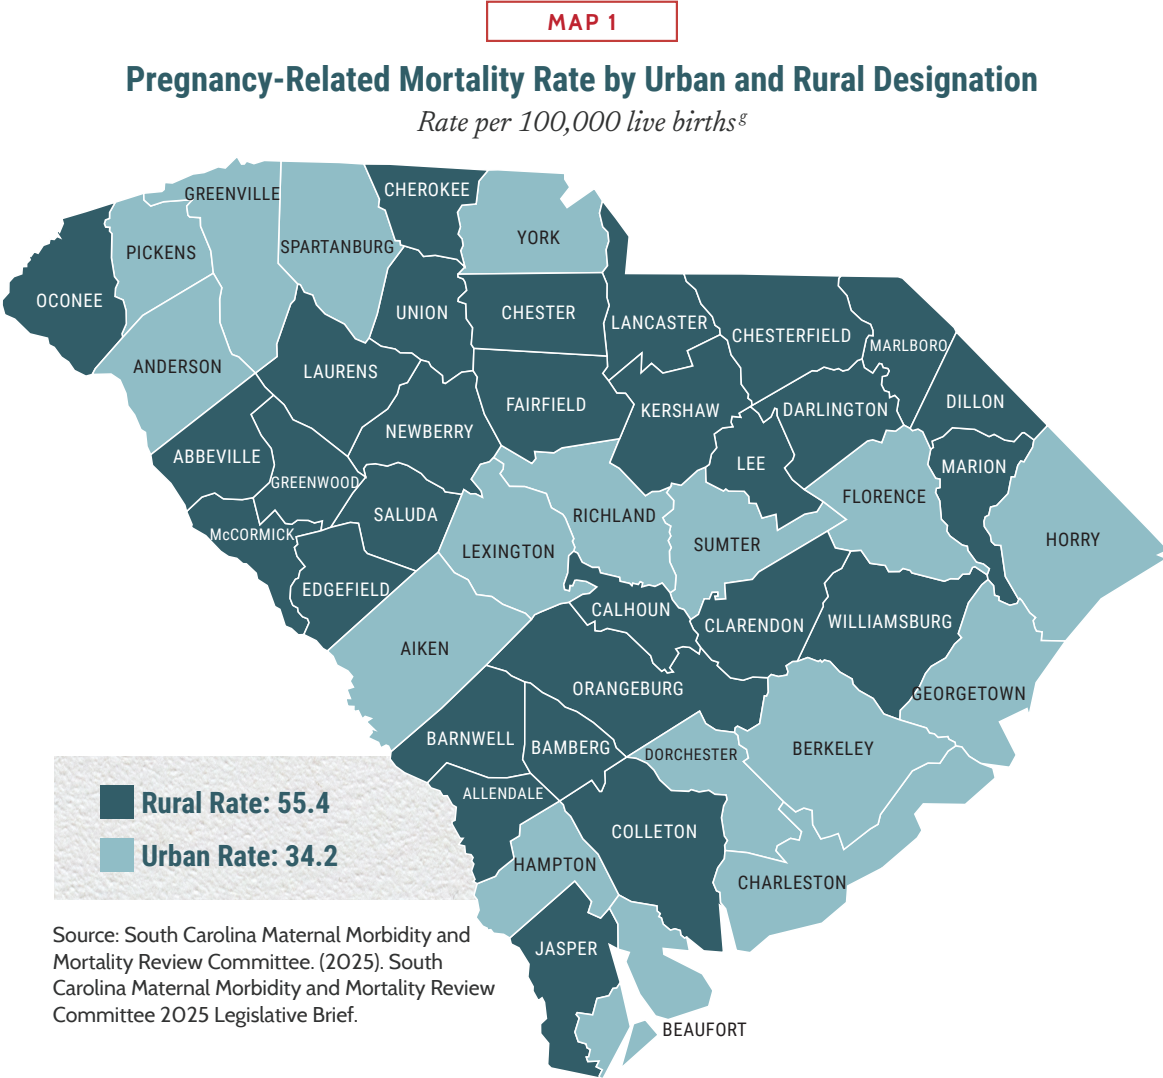 MAP 1
Pregnancy-Related Mortality Rate by Urban and Rural Designation
Rate per 100,000 live births g
GREENVILLE
CHEROKEE
PICKENS
SPARTANBURG
YORK
OCONEE
UNION
CHESTER
LANCASTER
CHESTERFIELD
MARLBORO
ANDERSON
LAURENS
FAIRFIELD
KERSHAW
DARLINGTON
DILLON
NEWBERRY
ABBEVILLE
GREENWOOD
LEE
MARION
FLORENCE
SALUDA
RICHLAND
McCORMICK
LEXINGTON
SUMTER
HORRY
EDGEFIELD
CALHOUN
CLARENDON
WILLIAMSBURG
AIKEN
ORANGEBURG
GEORGETOWN
BARNWELL
BAMBERG
DORCHESTER
BERKELEY
ALLENDALE
COLLETON
HAMPTON
CHARLESTON
JASPER
BEAUFORT
Rural Rate: 55.4
Urban Rate: 34.2
Source: South Carolina Maternal Morbidity and
Mortality Review Committee. (2025). South
Carolina Maternal Morbidity and Mortality Review
Committee 2025 Legislative Brief.